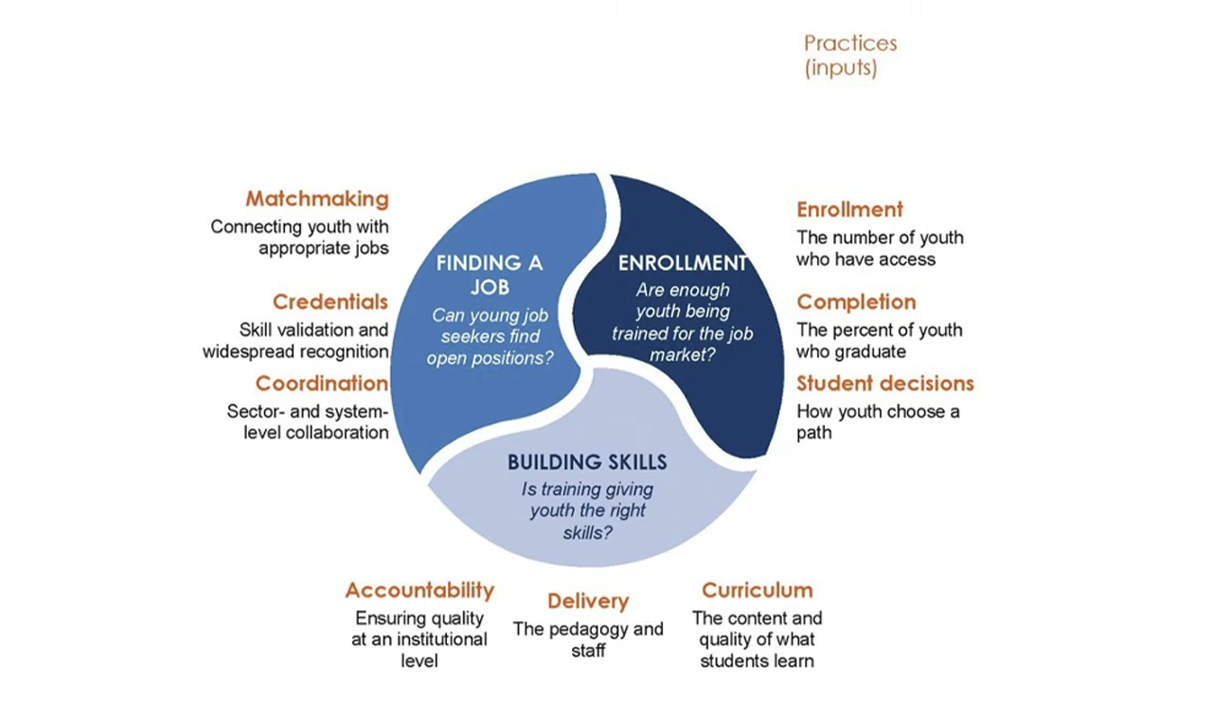 Practices
(inputs)
Matchmaking
Connecting youth with
appropriate jobs
Credentials
Skill validation and
widespread recognition
Coordination
Sector- and system-
level collaboration
FINDING A
JOB
Can young job
seekers find
open positions?
ENROLLMENT
Are enough
youth being
trained for the job
market?
Enrollment
The number of youth
who have access
Completion
The percent of youth
who graduate
Student decisions
How youth choose a
path
BUILDING SKILLS
Is training giving
youth the right
skills?
Accountability
Ensuring quality
at an institutional
level
Delivery
The pedagogy and
staff
Curriculum
The content and
quality of what
students learn